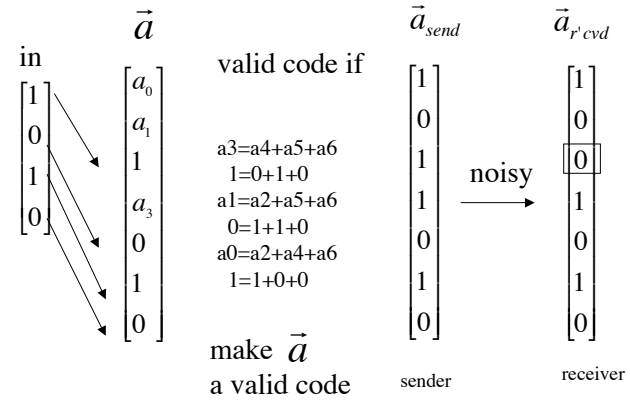 in
1
0
1
0
a⃗
a₀
a₁
1
a₃
0
1
0
valid code if
a3=a4+a5+a6
1=0+1+0
a1=a2+a5+a6
0=1+1+0
a0=a2+a4+a6
1=1+0+0
make a⃗
a valid code
a⃗send
1
0
1
1
0
1
0
sender
noisy
a⃗r'cvd
1
0
0
1
0
1
0
receiver